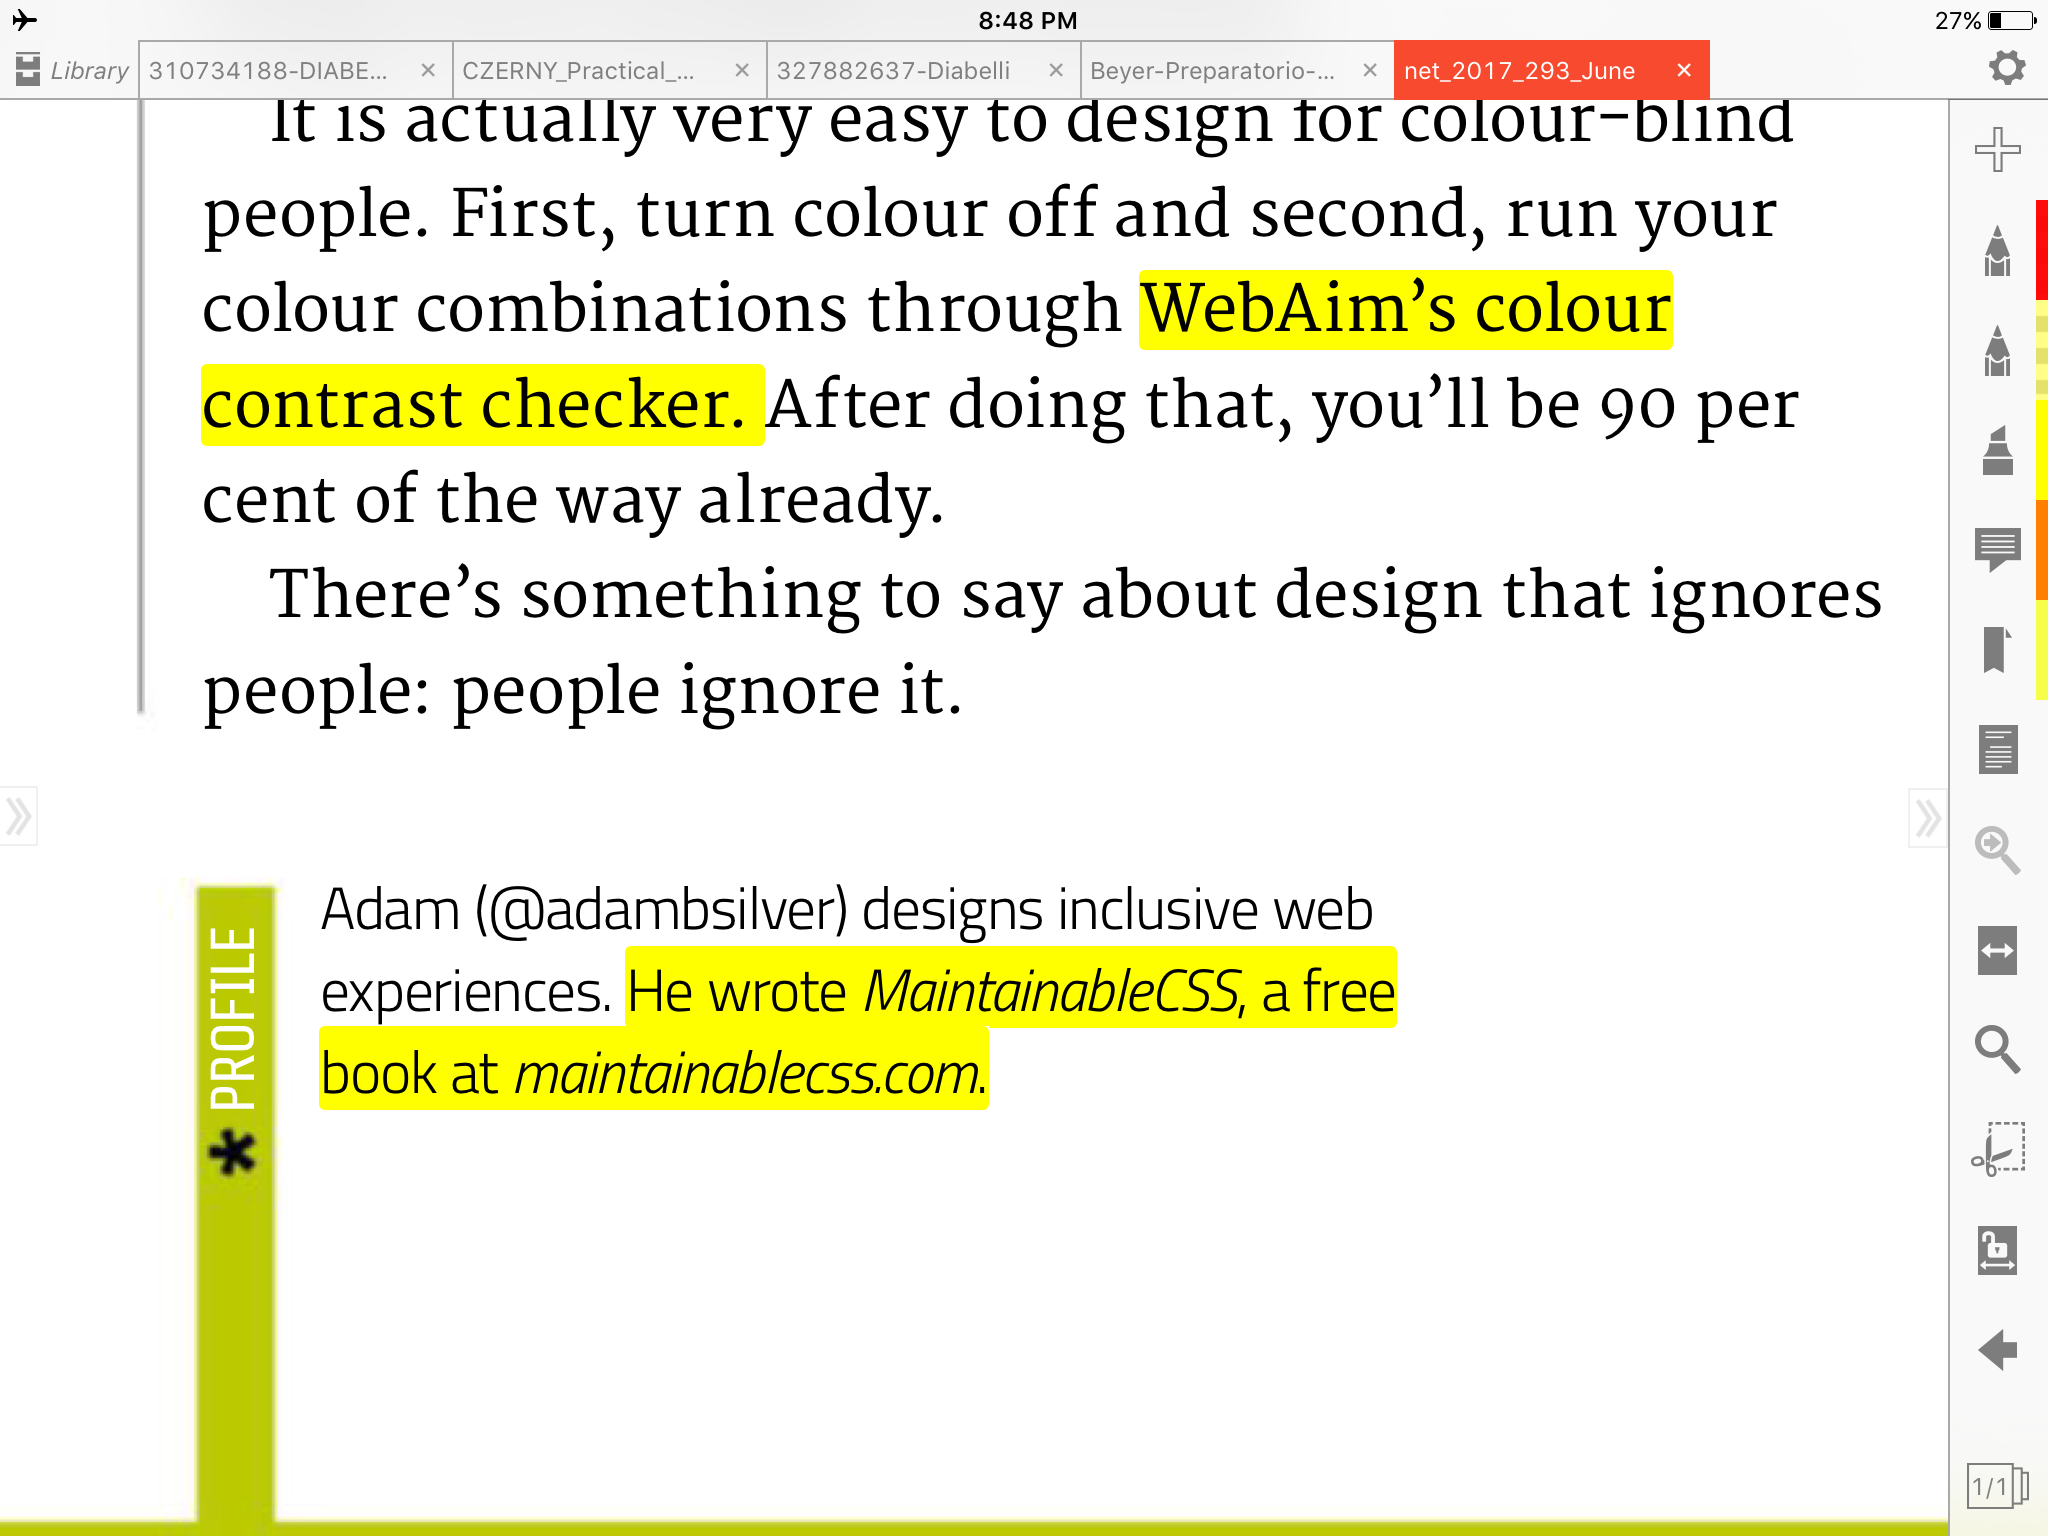 8:48 PM
27%
Library
310734188-DIABE...
CZERNY_Practical_...
327882637-Diabelli
Beyer-Preparatorio-...
net_2017_293_June
It is actually very easy to design for colour-blind
people. First, turn colour off and second, run your
colour combinations through WebAim’s colour
contrast checker. After doing that, you’ll be 90 per
cent of the way already.
There’s something to say about design that ignores
people: people ignore it.
* PROFILE
Adam (@adambsilver) designs inclusive web
experiences. He wrote MaintainableCSS, a free
book at maintainablecss.com.
1/1